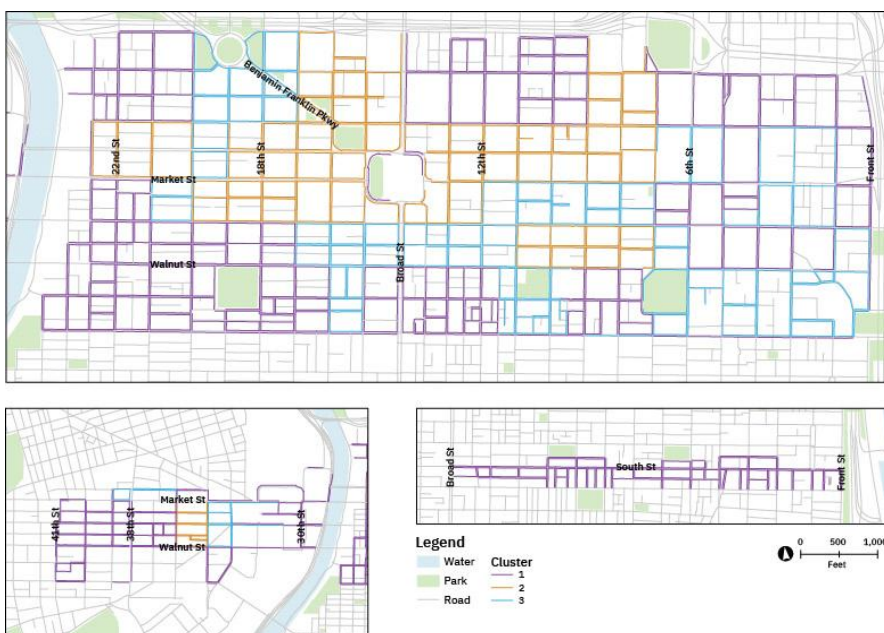 Benjamin Franklin Pkwy
22nd St
18th St
12th St
6th St
Front St
Market St
Broad St
Walnut St
Market St
41st St
38th St
30th St
Walnut St
Broad St
South St
Front St
Legend
Water
Park
Road
Cluster
1
2
3
0 500 1,000
Feet